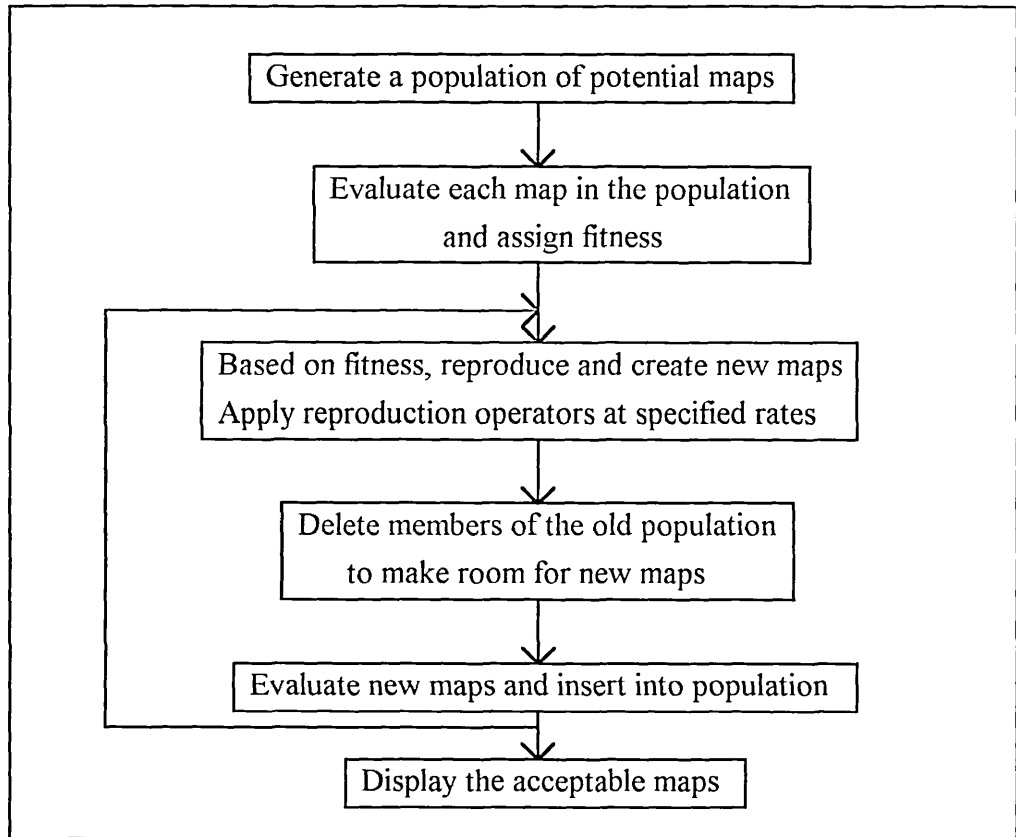 Generate a population of potential maps
Evaluate each map in the population
and assign fitness
Based on fitness, reproduce and create new maps
Apply reproduction operators at specified rates
Delete members of the old population
to make room for new maps
Evaluate new maps and insert into population
Display the acceptable maps